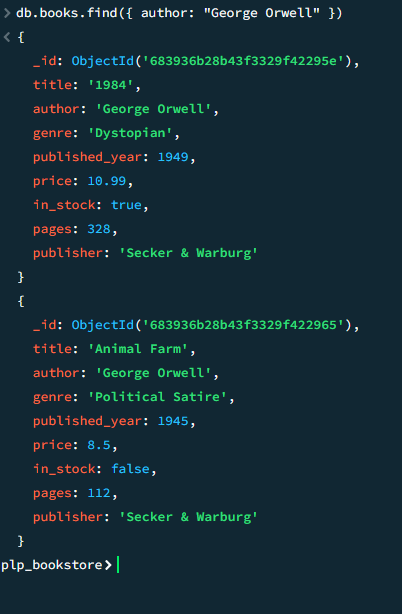 > db.books.find({ author: "George Orwell" })
< {
_id: ObjectId('683936b28b43f3329f42295e'),
title: '1984',
author: 'George Orwell',
genre: 'Dystopian',
published_year: 1949,
price: 10.99,
in_stock: true,
pages: 328,
publisher: 'Secker & Warburg'
}
{
_id: ObjectId('683936b28b43f3329f422965'),
title: 'Animal Farm',
author: 'George Orwell',
genre: 'Political Satire',
published_year: 1945,
price: 8.5,
in_stock: false,
pages: 112,
publisher: 'Secker & Warburg'
}
plp_bookstore>